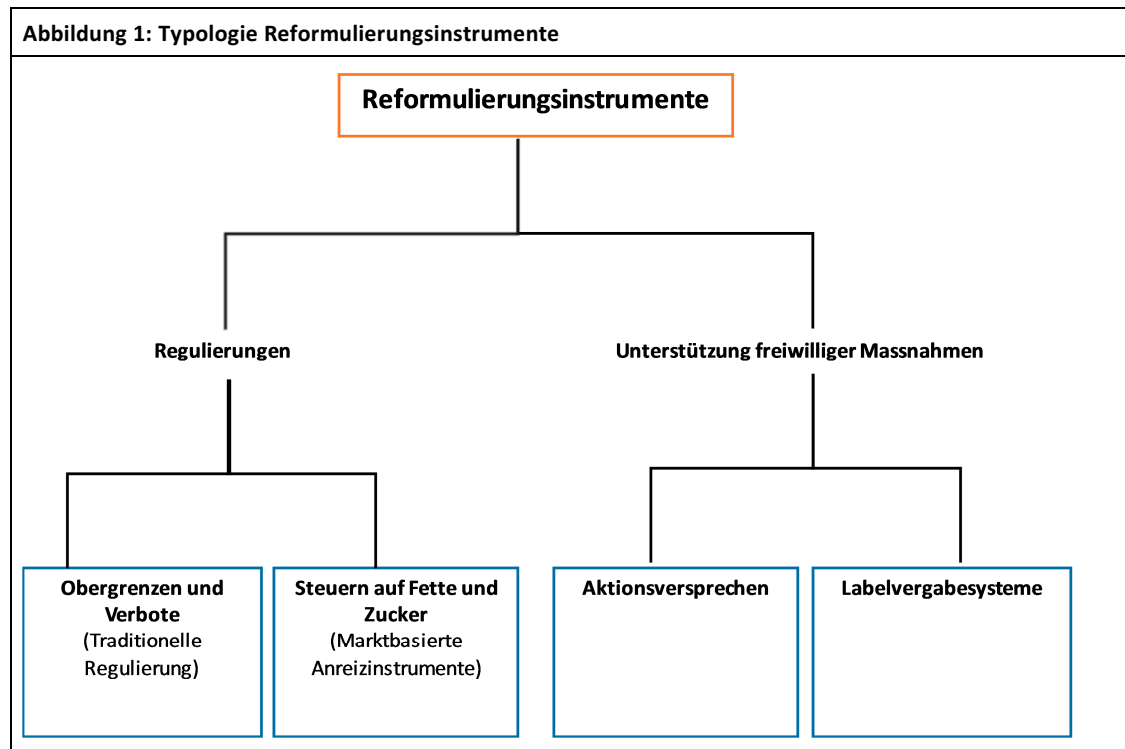 Abbildung 1: Typologie Reformulierungsinstrumente
Reformulierungsinstrumente
Regulierungen
Unterstützung freiwilliger Massnahmen
Obergrenzen und
Verbote
(Traditionelle
Regulierung)
Steuern auf Fette und
Zucker
(Marktbasierte
Anreizinstrumente)
Aktionsversprechen
Labelvergabesysteme